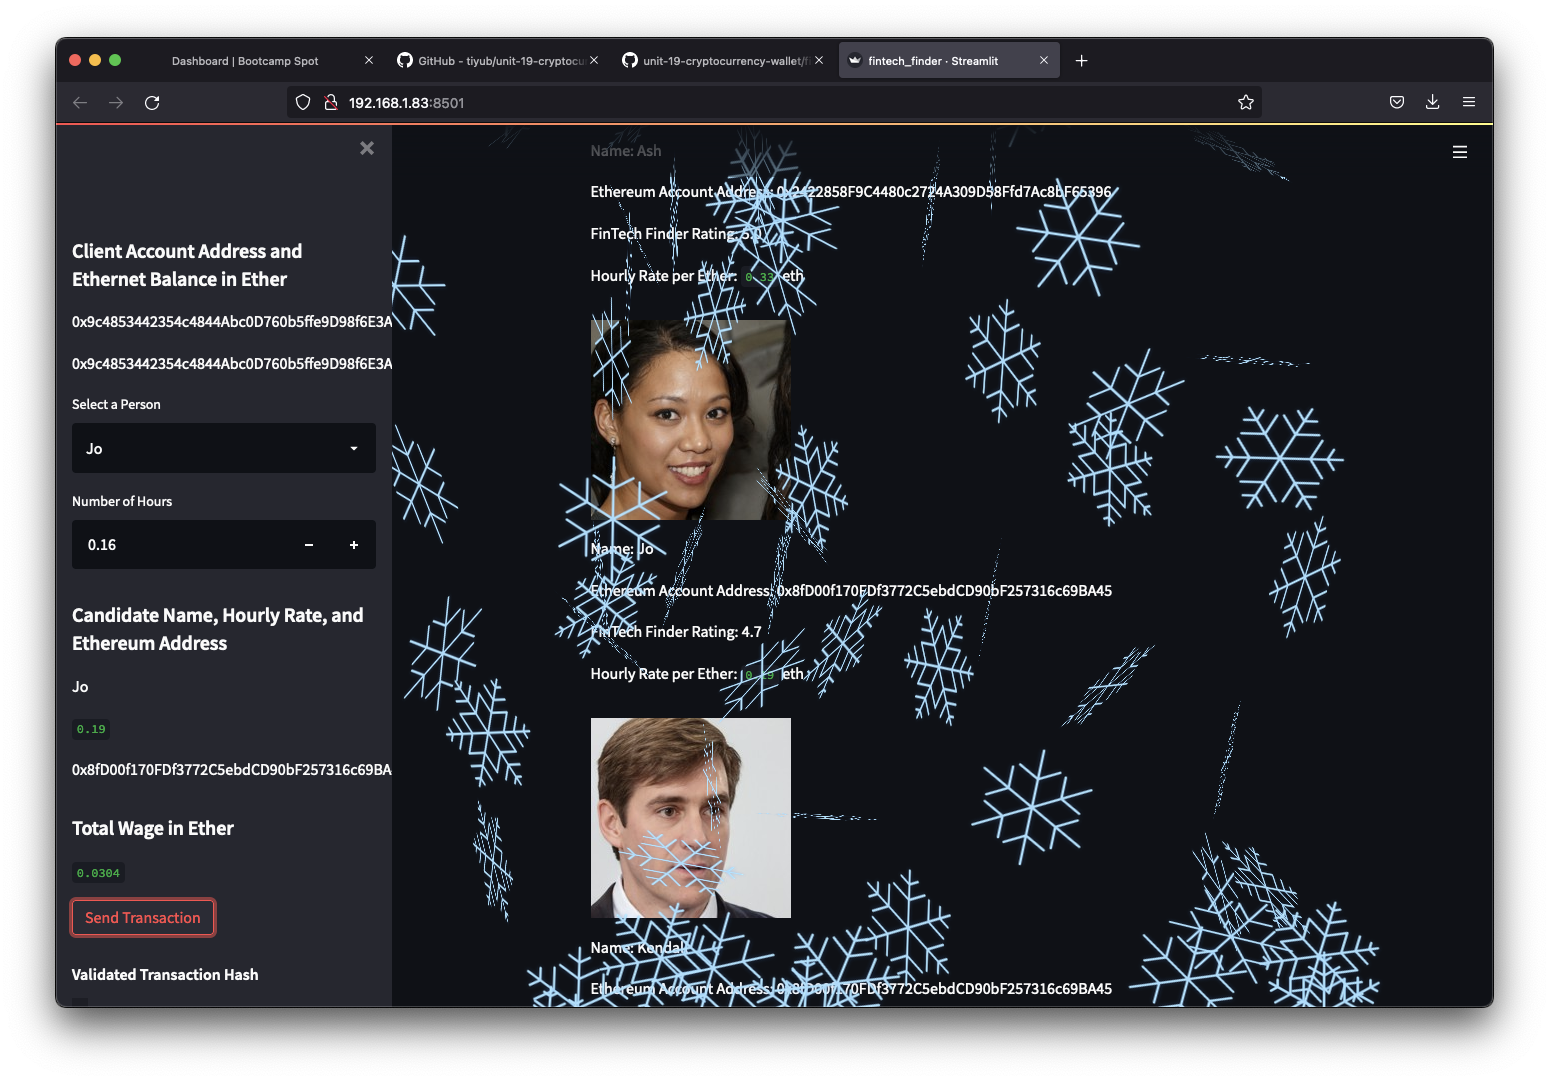 Dashboard | Bootcamp Spot
GitHub - tiyub/unit-19-cryptocu
unit-19-cryptocurrency-wallet/fi
fintech_finder · Streamlit
192.168.1.83:8501
Client Account Address and
Ethernet Balance in Ether
0x9c4853442354c4844Abc0D760b5ffe9D98f6E3A
0x9c4853442354c4844Abc0D760b5ffe9D98f6E3A
Select a Person
Jo
Number of Hours
0.16
Candidate Name, Hourly Rate, and
Ethereum Address
Jo
0.19
0x8fD00f170FDf3772C5ebdCD90bF257316c69BA
Total Wage in Ether
0.0304
Send Transaction
Validated Transaction Hash
Name: Ash
Ethereum Account Address: 0x2422858F9C4480c2724A309D58Ffd7Ac8bF65396
FinTech Finder Rating: 5.0
Hourly Rate per Ether: 0.33 eth
Name: Jo
Ethereum Account Address: 0x8fD00f170FDf3772C5ebdCD90bF257316c69BA45
FinTech Finder Rating: 4.7
Hourly Rate per Ether: 0.19 eth
Name: Kendall
Ethereum Account Address: 0x8fD00f170FDf3772C5ebdCD90bF257316c69BA45